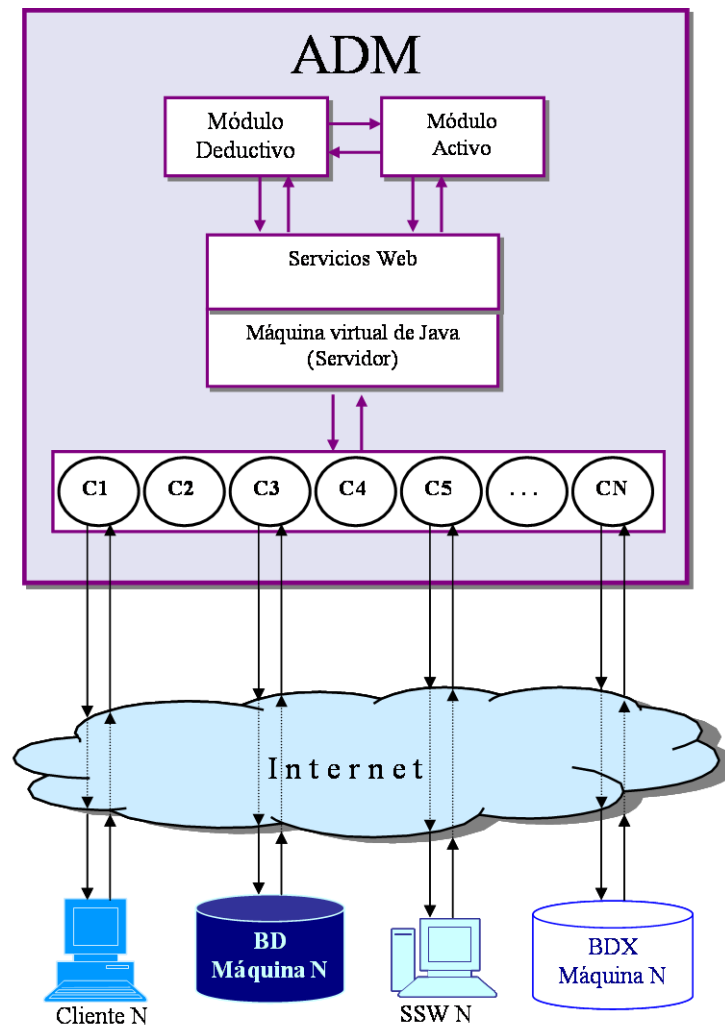 ADM
Módulo
Deductivo
Módulo
Activo
Servicios Web
Máquina virtual de Java
(Servidor)
C1 C2 C3 C4 C5 . . . CN
Internet
BD
Máquina N
BDX
Máquina N
Cliente N
SSW N